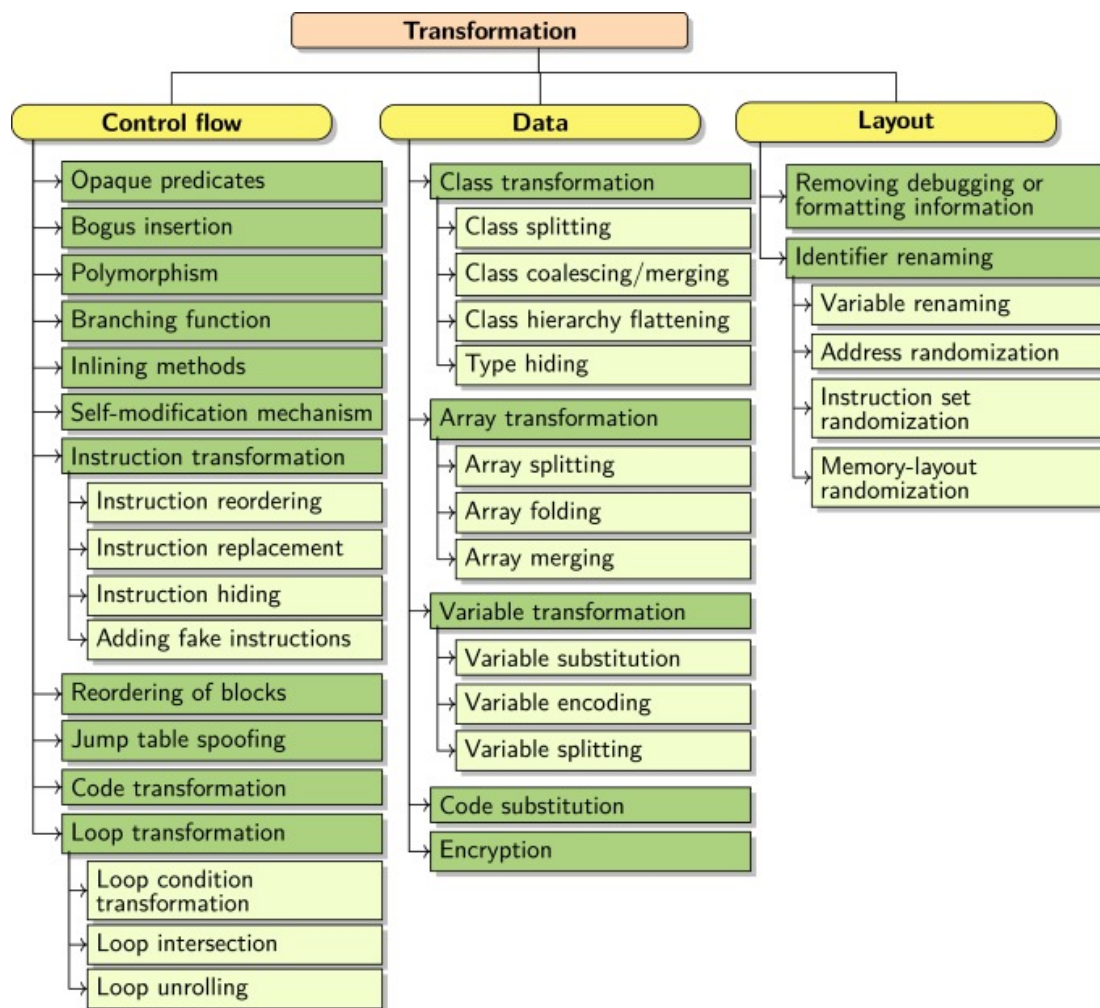 Transformation
Control flow
Opaque predicates
Bogus insertion
Polymorphism
Branching function
Inlining methods
Self-modification mechanism
Instruction transformation
Instruction reordering
Instruction replacement
Instruction hiding
Adding fake instructions
Reordering of blocks
Jump table spoofing
Code transformation
Loop transformation
Loop condition
transformation
Loop intersection
Loop unrolling
Data
Class transformation
Class splitting
Class coalescing/merging
Class hierarchy flattening
Type hiding
Array transformation
Array splitting
Array folding
Array merging
Variable transformation
Variable substitution
Variable encoding
Variable splitting
Code substitution
Encryption
Layout
Removing debugging or
formatting information
Identifier renaming
Variable renaming
Address randomization
Instruction set
randomization
Memory-layout
randomization